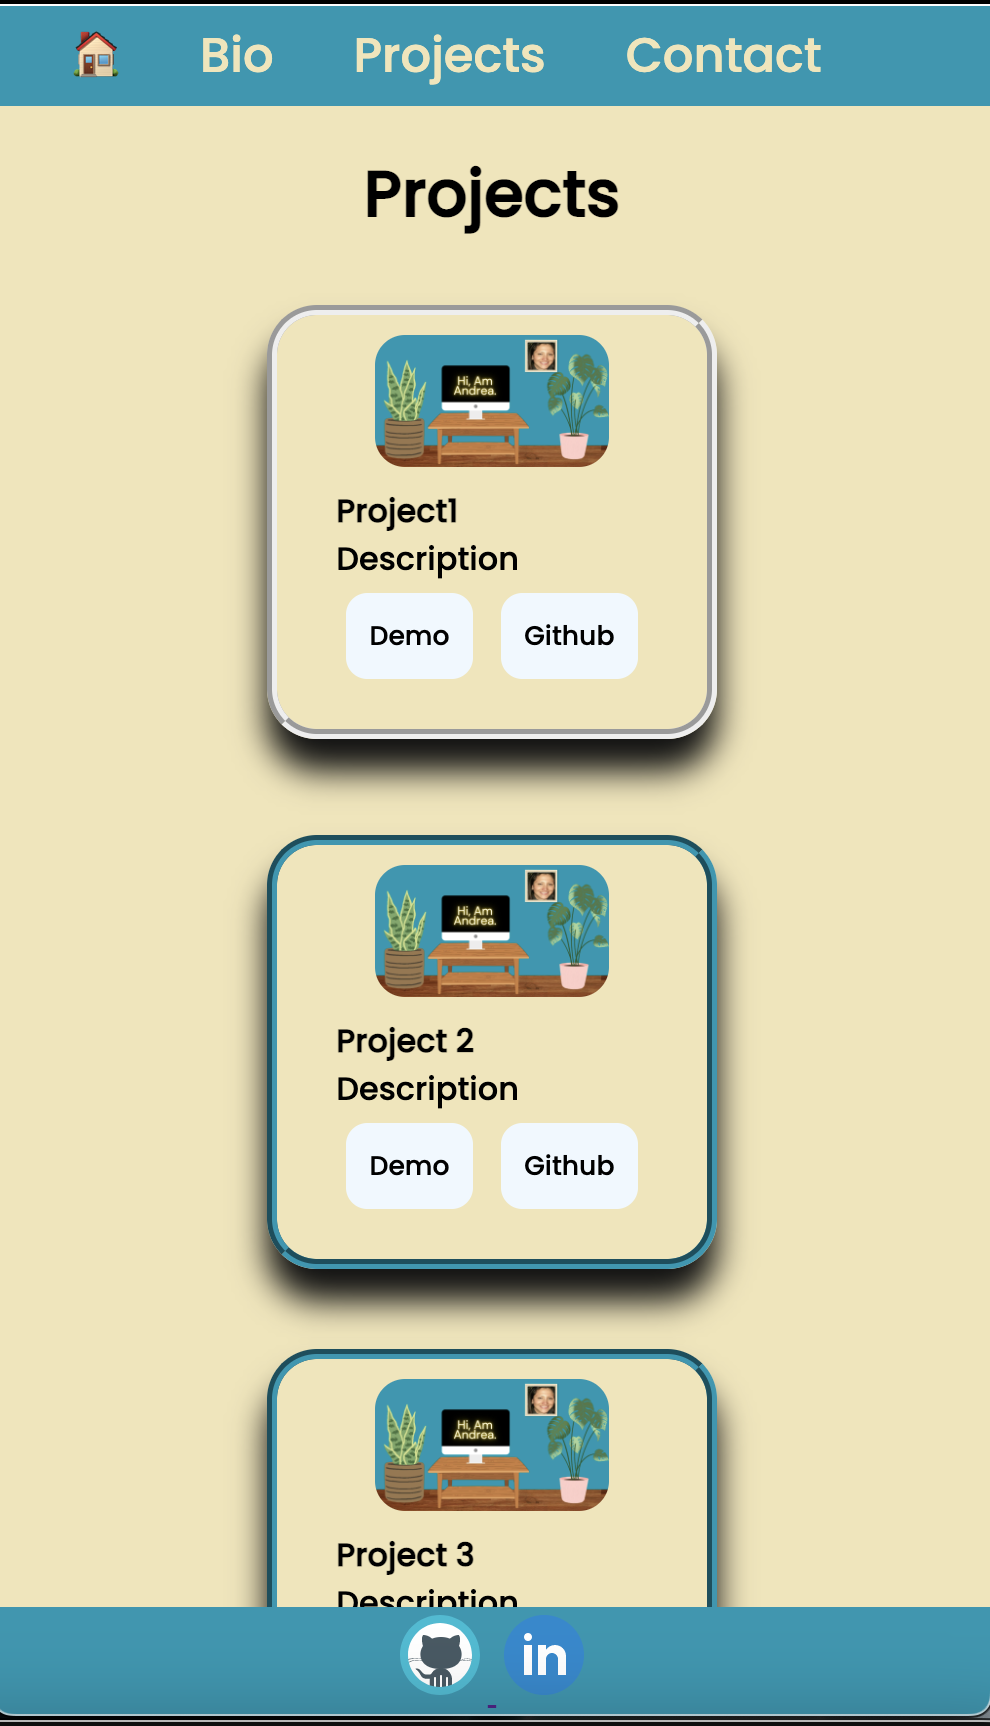 Bio Projects Contact
Projects
Hi, Am
Andrea.
Project1
Description
Demo Github
Hi, Am
Andrea.
Project 2
Description
Demo Github
Hi, Am
Andrea.
Project 3
Description
in